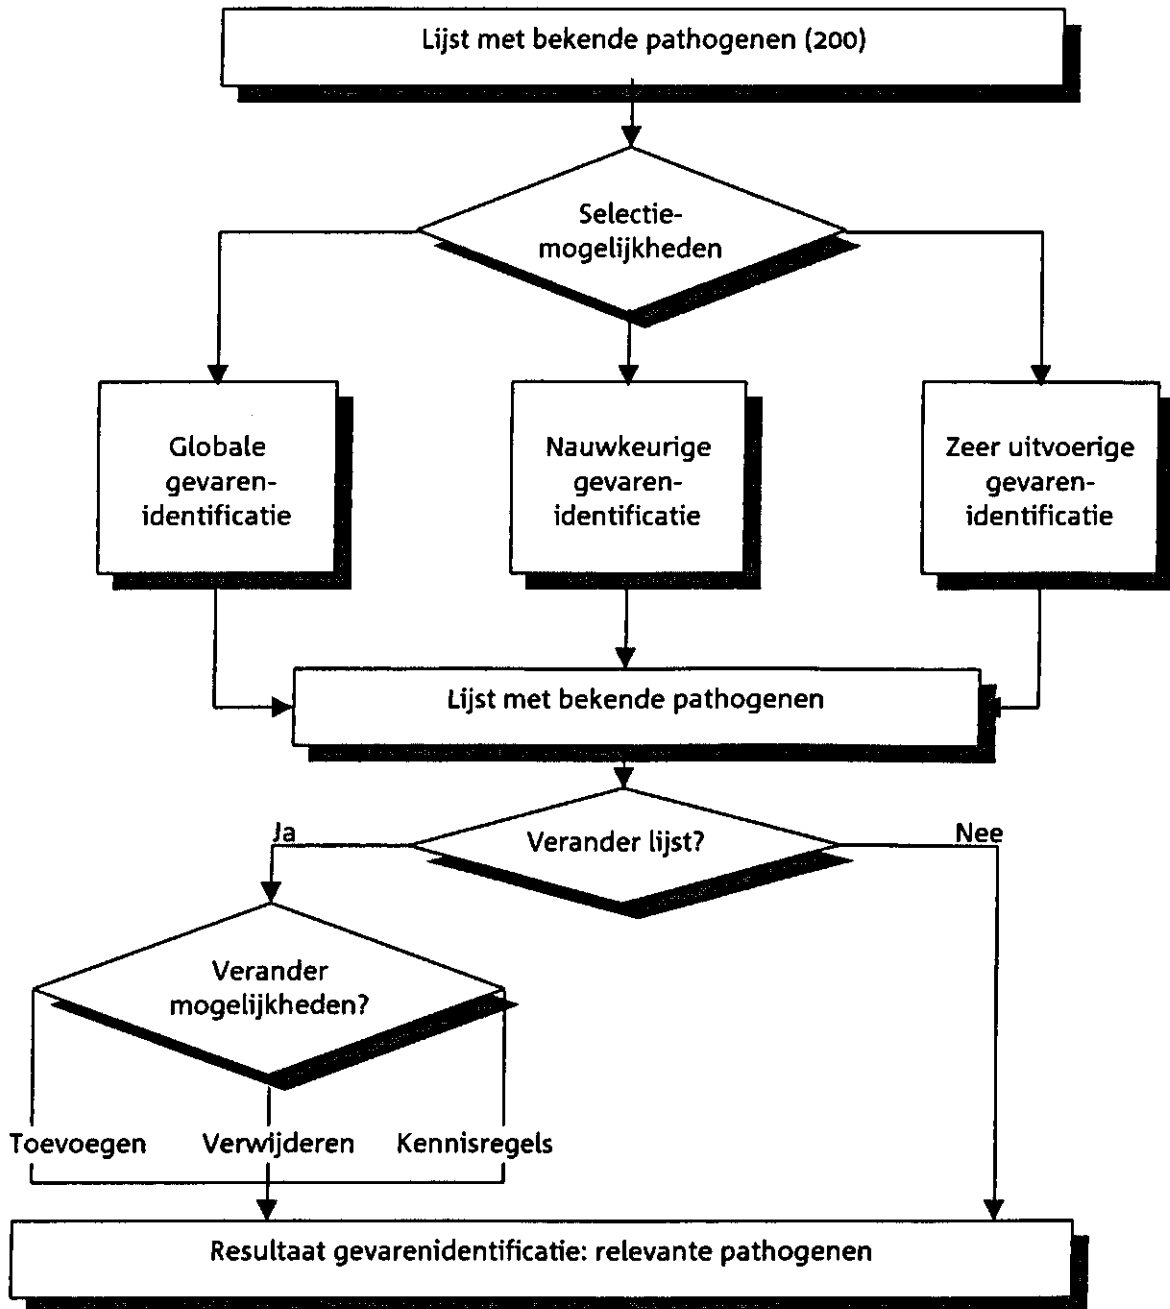 Lijst met bekende pathogenen (200)
Selectie-
mogelijkheden
Globale
gevaren-
identificatie
Nauwkeurige
gevaren-
identificatie
Zeer uitvoerige
gevaren-
identificatie
Lijst met bekende pathogenen
Ja
Verander lijst?
Nee
Verander
mogelijkheden?
Toevoegen
Verwijderen
Kennisregels
Resultaat gevarenidentificatie: relevante pathogenen